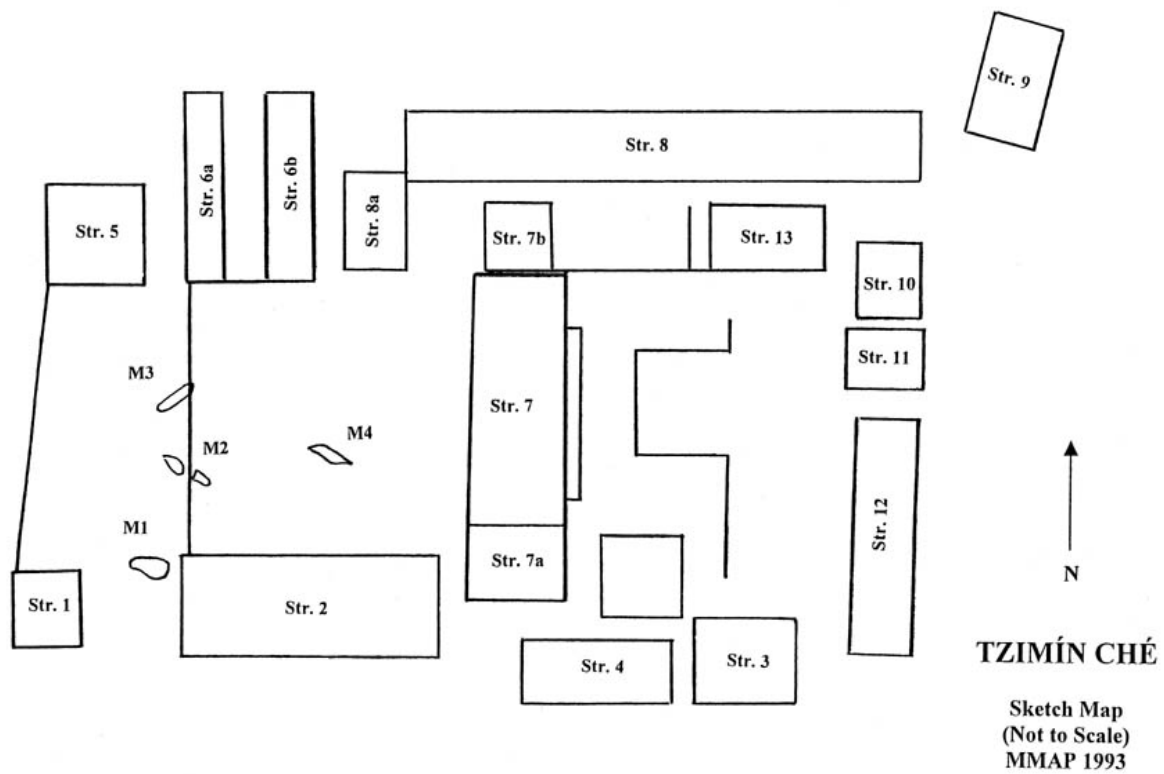 Str. 9
Str. 8
Str. 6a
Str. 6b
Str. 8a
Str. 5
Str. 7b
Str. 13
Str. 10
Str. 11
M3
Str. 7
M4
M2
M1
Str. 12
Str. 7a
N
Str. 1
Str. 2
Str. 4
Str. 3
TZIMÍN CHÉ
Sketch Map
(Not to Scale)
MMAP 1993